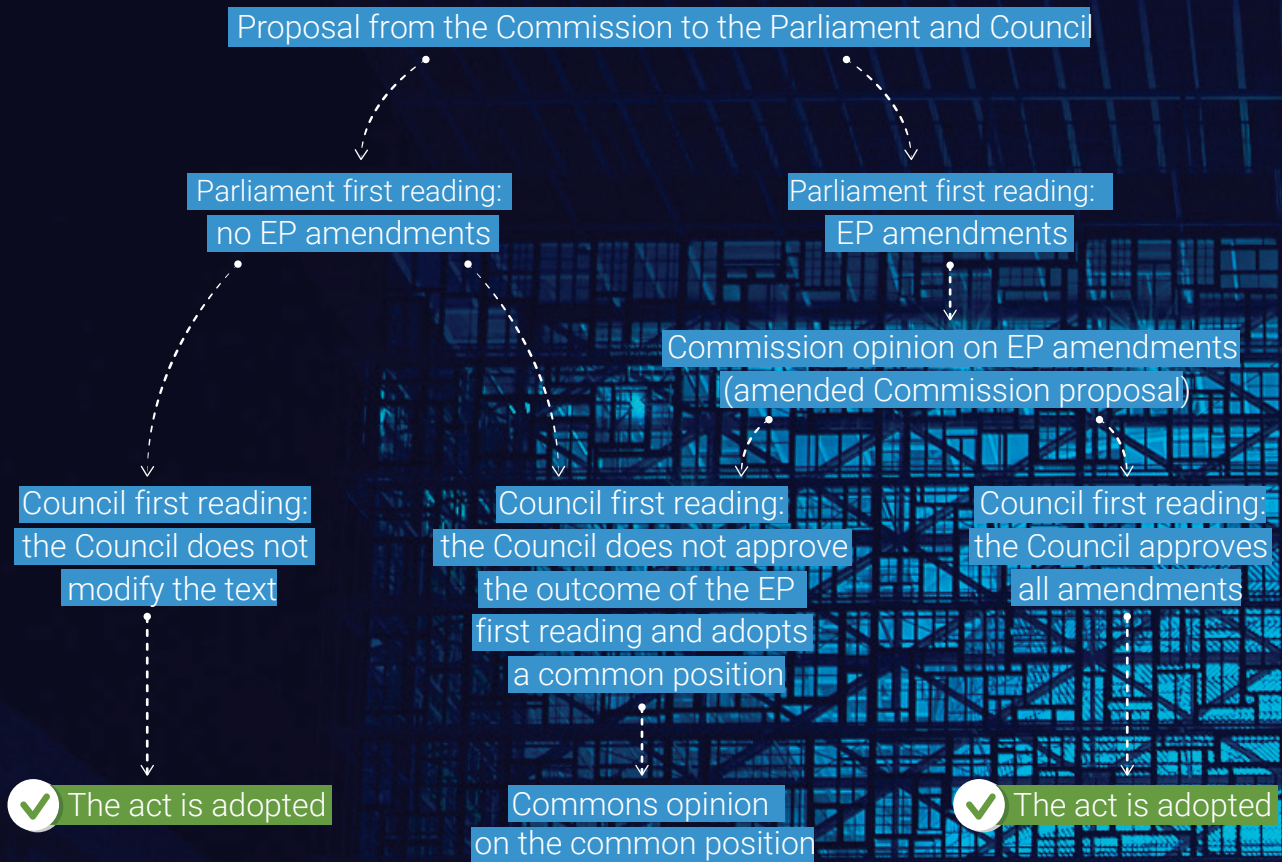 Proposal from the Commission to the Parliament and Council
Parliament first reading:
no EP amendments
Parliament first reading:
EP amendments
Commission opinion on EP amendments
(amended Commission proposal)
Council first reading:
the Council does not
modify the text
Council first reading:
the Council does not approve
the outcome of the EP
first reading and adopts
a common position
Council first reading:
the Council approves
all amendments
The act is adopted
Commons opinion
on the common position
The act is adopted